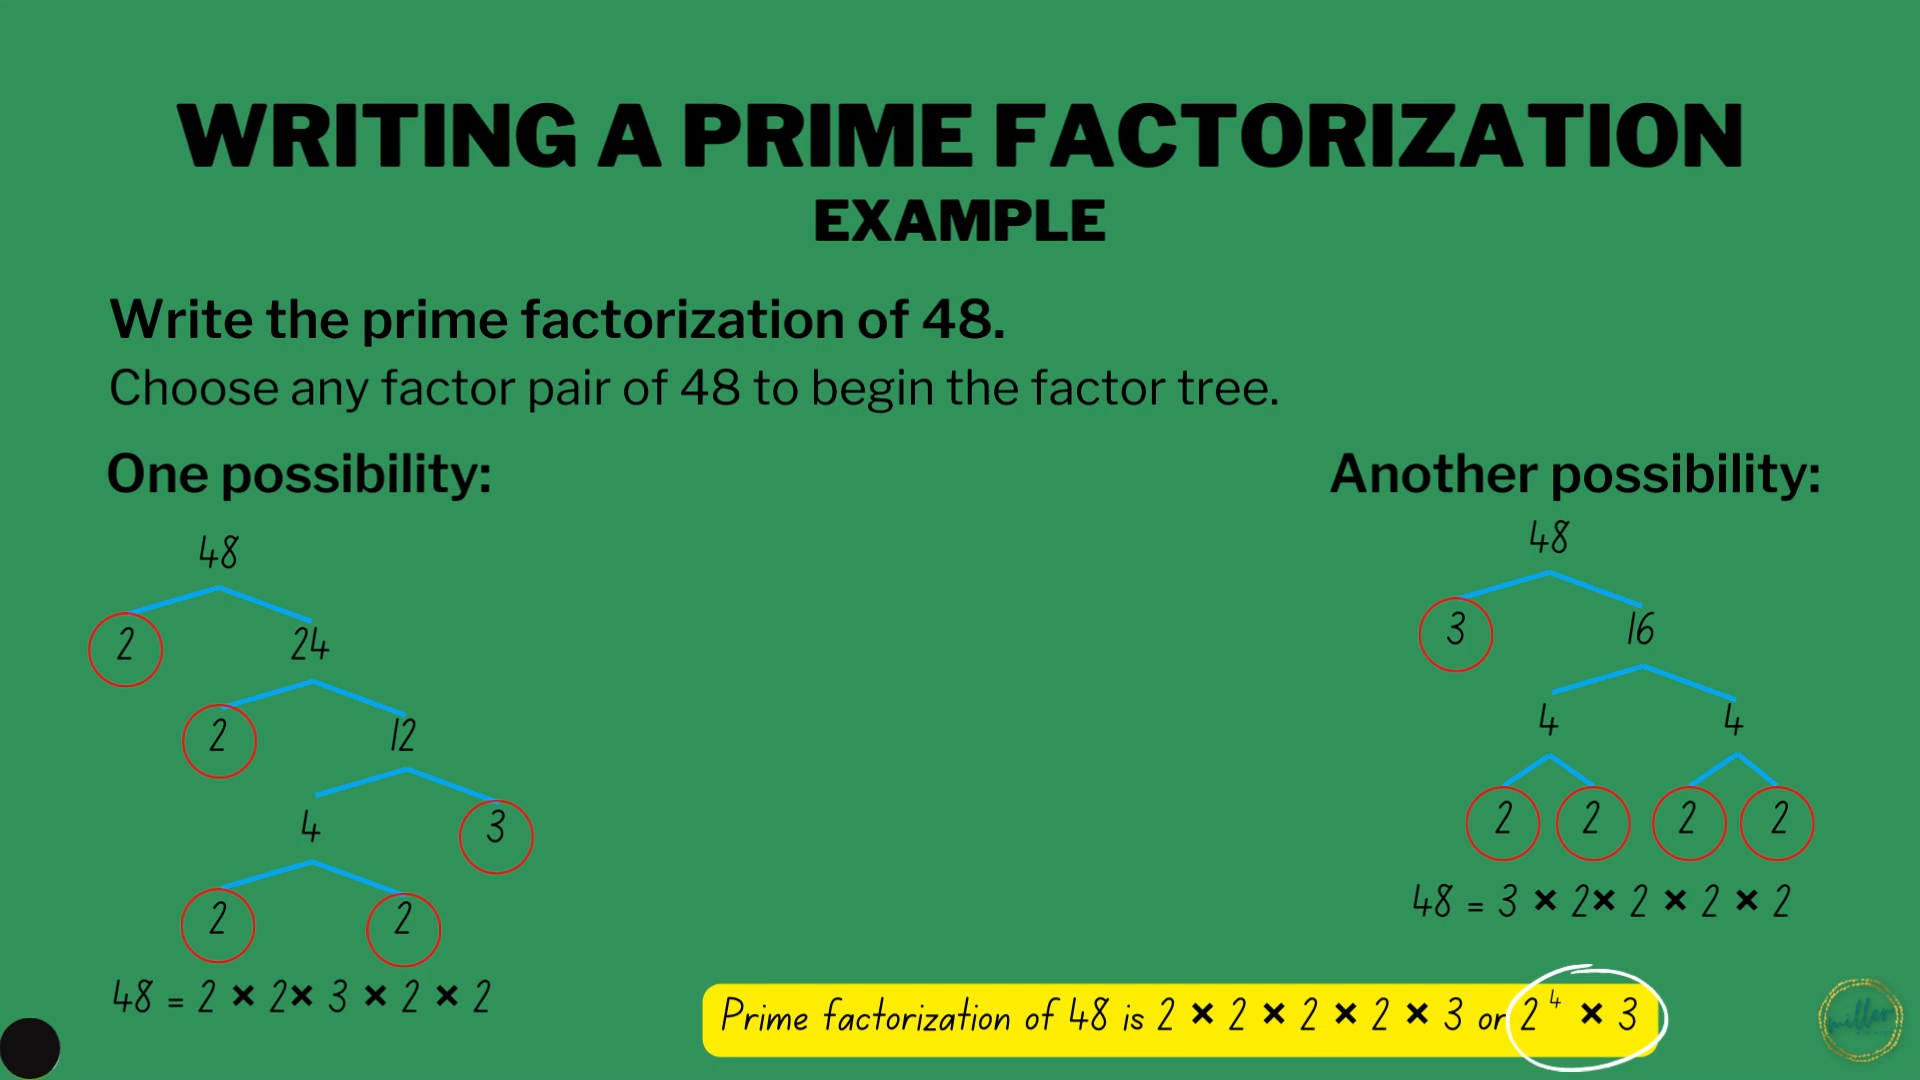 WRITING A PRIME FACTORIZATION
EXAMPLE
Write the prime factorization of 48.
Choose any factor pair of 48 to begin the factor tree.
One possibility:
48
2 24
2 12
4 3
2 2
48 = 2 × 2× 3 × 2 × 2
Another possibility:
48
3 16
4 4
2 2 2 2
48 = 3 × 2× 2 × 2 × 2
Prime factorization of 48 is 2 × 2 × 2 × 2 × 3 or 2⁴ × 3
miller